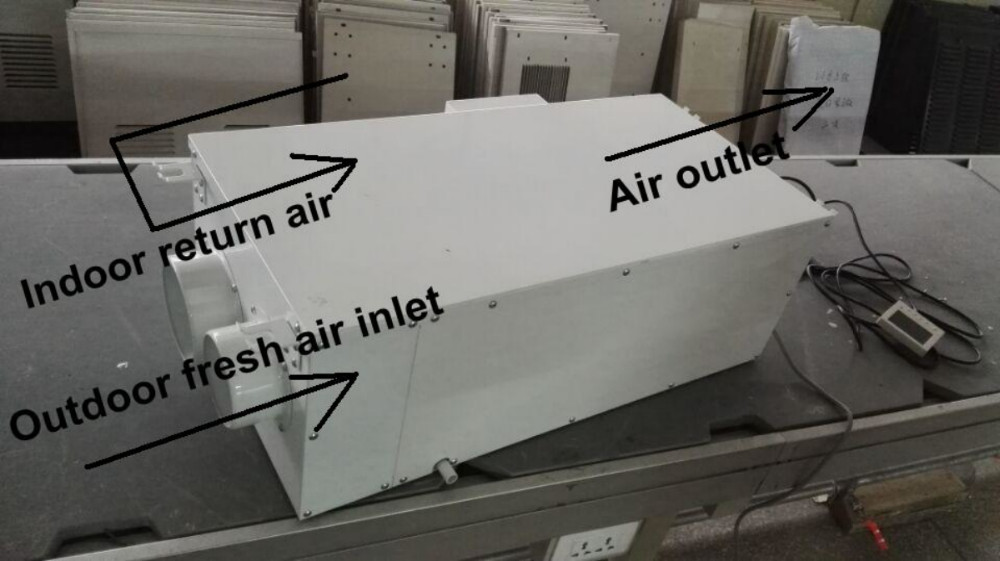 Air outlet
Indoor return air
Outdoor fresh air inlet